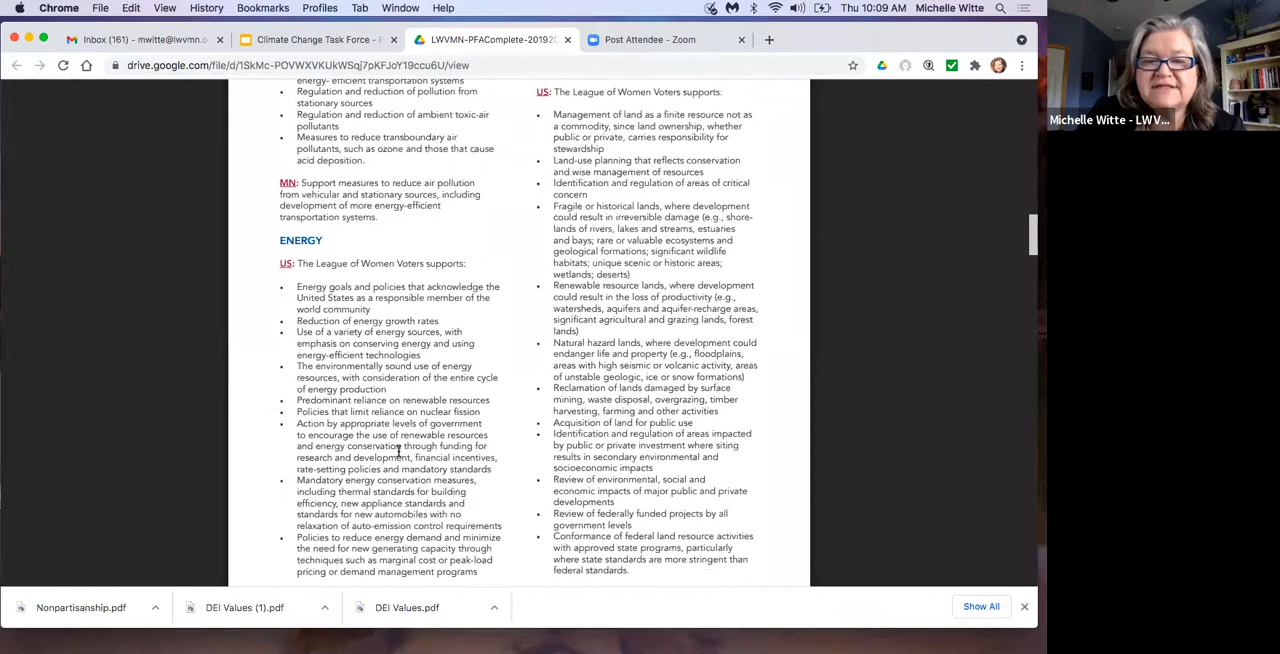 Chrome File Edit View History Bookmarks Profiles Tab Window Help
Thu 10:09 AM Michelle Witte
Inbox (161) - mwitte@lwvmn.o
Climate Change Task Force - F
LWVMN-PFAComplete-20192
Post Attendee - Zoom
drive.google.com/file/d/1SkMc-POVWXVKUkWSqj7pKFJoY19ccu6U/view
energy- efficient transportation systems
• Regulation and reduction of pollution from
stationary sources
• Regulation and reduction of ambient toxic-air
pollutants
• Measures to reduce transboundary air
pollutants, such as ozone and those that cause
acid deposition.
MN: Support measures to reduce air pollution
from vehicular and stationary sources, including
development of more energy-efficient
transportation systems.
ENERGY
US: The League of Women Voters supports:
• Energy goals and policies that acknowledge the
United States as a responsible member of the
world community
• Reduction of energy growth rates
• Use of a variety of energy sources, with
emphasis on conserving energy and using
energy-efficient technologies
• The environmentally sound use of energy
resources, with consideration of the entire cycle
of energy production
• Predominant reliance on renewable resources
• Policies that limit reliance on nuclear fission
• Action by appropriate levels of government
to encourage the use of renewable resources
and energy conservation through funding for
research and development, financial incentives,
rate-setting policies and mandatory standards
• Mandatory energy conservation measures,
including thermal standards for building
efficiency, new appliance standards and
standards for new automobiles with no
relaxation of auto-emission control requirements
• Policies to reduce energy demand and minimize
the need for new generating capacity through
techniques such as marginal cost or peak-load
pricing or demand management programs
US: The League of Women Voters supports:
• Management of land as a finite resource not as
a commodity, since land ownership, whether
public or private, carries responsibility for
stewardship
• Land-use planning that reflects conservation
and wise management of resources
• Identification and regulation of areas of critical
concern
• Fragile or historical lands, where development
could result in irreversible damage (e.g., shore-
lands of rivers, lakes and streams, estuaries
and bays; rare or valuable ecosystems and
geological formations; significant wildlife
habitats; unique scenic or historic areas;
wetlands; deserts)
• Renewable resource lands, where development
could result in the loss of productivity (e.g.,
watersheds, aquifers and aquifer-recharge areas,
significant agricultural and grazing lands, forest
lands)
• Natural hazard lands, where development could
endanger life and property (e.g., floodplains,
areas with high seismic or volcanic activity, areas
of unstable geologic, ice or snow formations)
• Reclamation of lands damaged by surface
mining, waste disposal, overgrazing, timber
harvesting, farming and other activities
• Acquisition of land for public use
• Identification and regulation of areas impacted
by public or private investment where siting
results in secondary environmental and
socioeconomic impacts
• Review of environmental, social and
economic impacts of major public and private
developments
• Review of federally funded projects by all
government levels
• Conformance of federal land resource activities
with approved state programs, particularly
where state standards are more stringent than
federal standards.
Nonpartisanship.pdf
DEI Values (1).pdf
DEI Values.pdf
Show All
Michelle Witte - LWV...